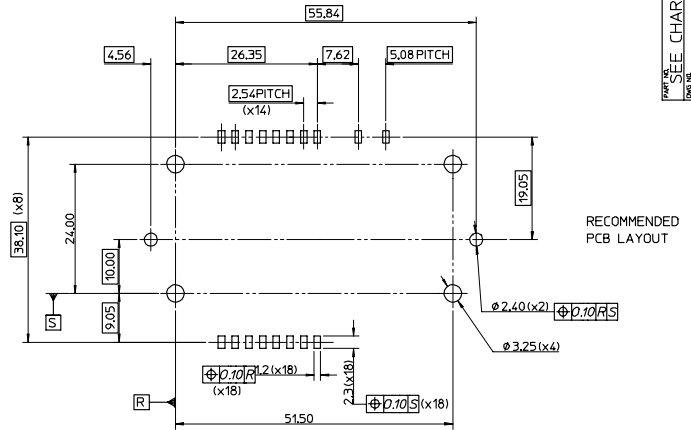 55.84
4.56
26.35
7.62
5.08 PITCH
2.54PITCH
(x14)
PART NO.
SEE CHAR
DWG NO.
38.10 (x8)
24.00
10.00
9.05
19.05
RECOMMENDED
PCB LAYOUT
S
ø 2.40 (x2) ⌖ 0.10 R S
ø 3.25 (x4)
⌖ 0.10 R 1.2 (x18)
(x18)
2.3 (x18)
⌖ 0.10 S (x18)
R
51.50